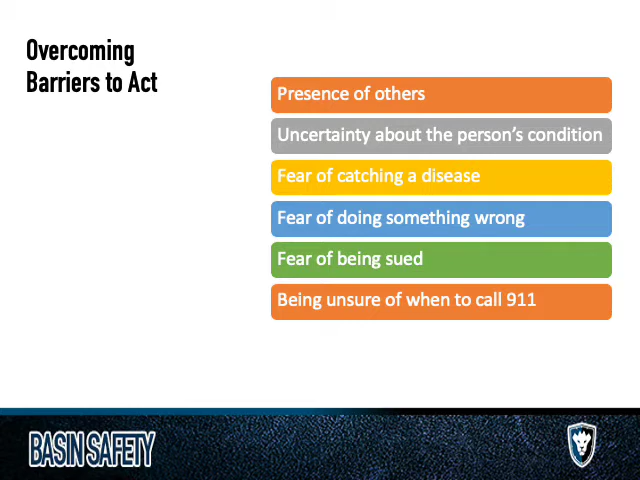 Overcoming
Barriers to Act
Presence of others
Uncertainty about the person's condition
Fear of catching a disease
Fear of doing something wrong
Fear of being sued
Being unsure of when to call 911
BASIN SAFETY